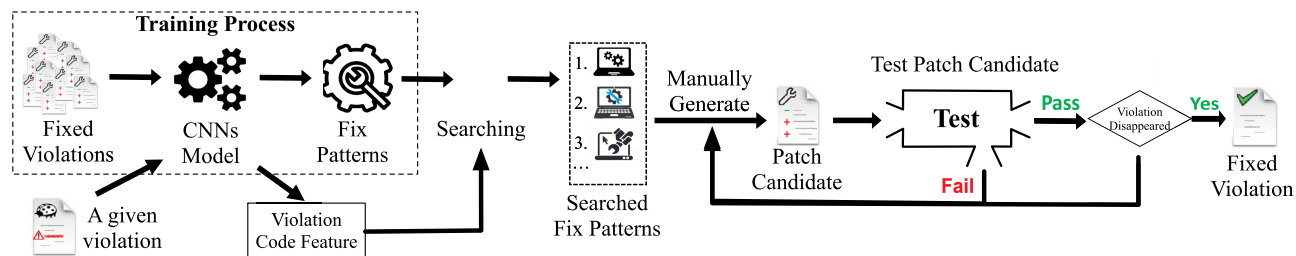 Training Process
Fixed
Violations
CNNs
Model
Fix
Patterns
A given
violation
Violation
Code Feature
Searching
1.
2.
3.
...
Searched
Fix Patterns
Manually
Generate
Patch
Candidate
Test Patch Candidate
Test
Pass
Fail
Violation
Disappeared
Yes
Fixed
Violation